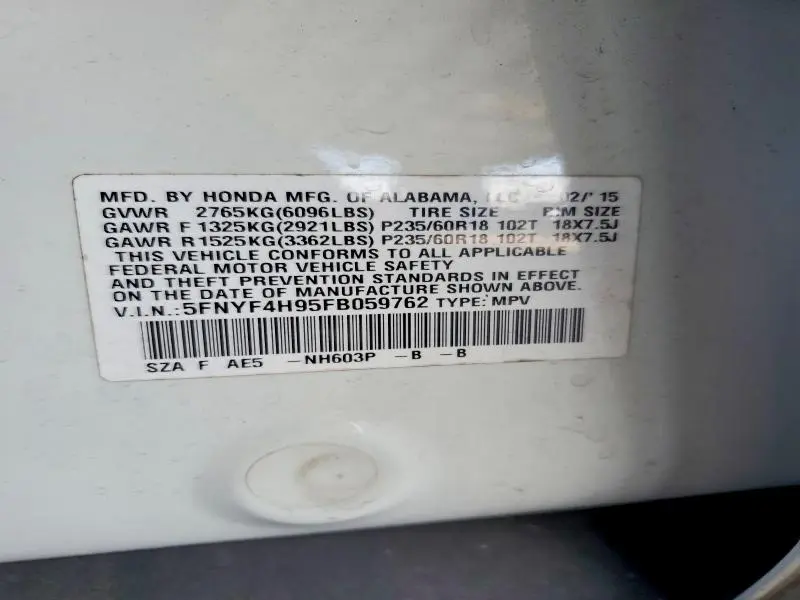 MFD. BY HONDA MFG. OF ALABAMA, LLC 02/'15
GVWR 2765KG(6096LBS) TIRE SIZE RIM SIZE
GAWR F 1325KG(2921LBS) P235/60R18 102T 18X7.5J
GAWR R 1525KG(3362LBS) P235/60R18 102T 18X7.5J
THIS VEHICLE CONFORMS TO ALL APPLICABLE
FEDERAL MOTOR VEHICLE SAFETY
AND THEFT PREVENTION STANDARDS IN EFFECT
ON THE DATE OF MANUFACTURE SHOWN ABOVE.
V.I.N.:5FNYF4H95FB059762 TYPE: MPV
SZA F AE5 -NH603P -B -B